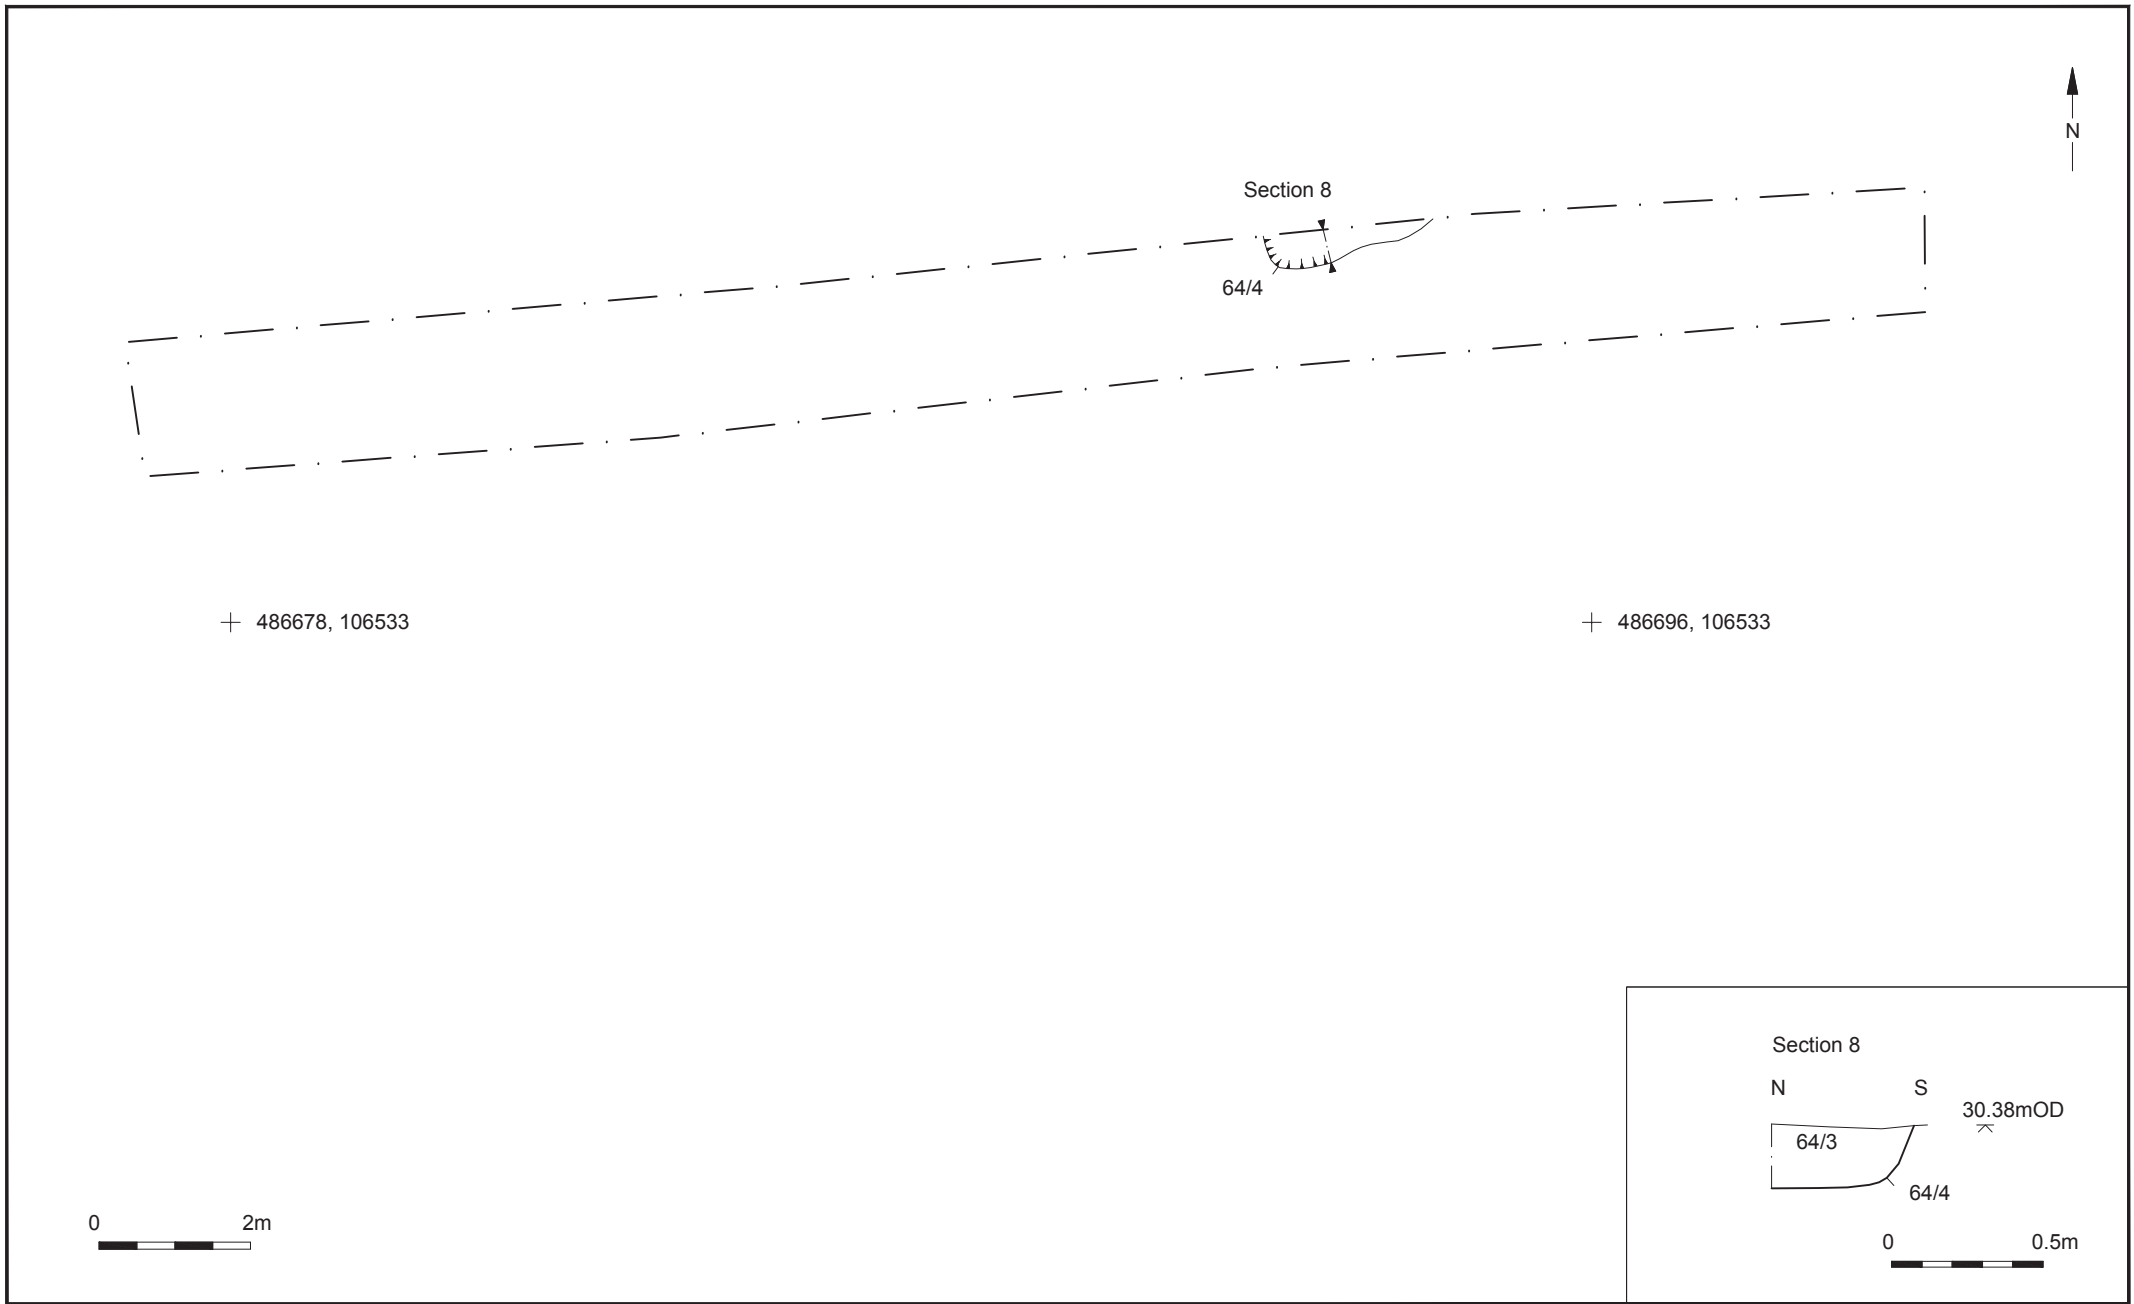 N
Section 8
64/4
486678, 106533
486696, 106533
Section 8
N S
30.38mOD
64/3
64/4
0 2m
0 0.5m